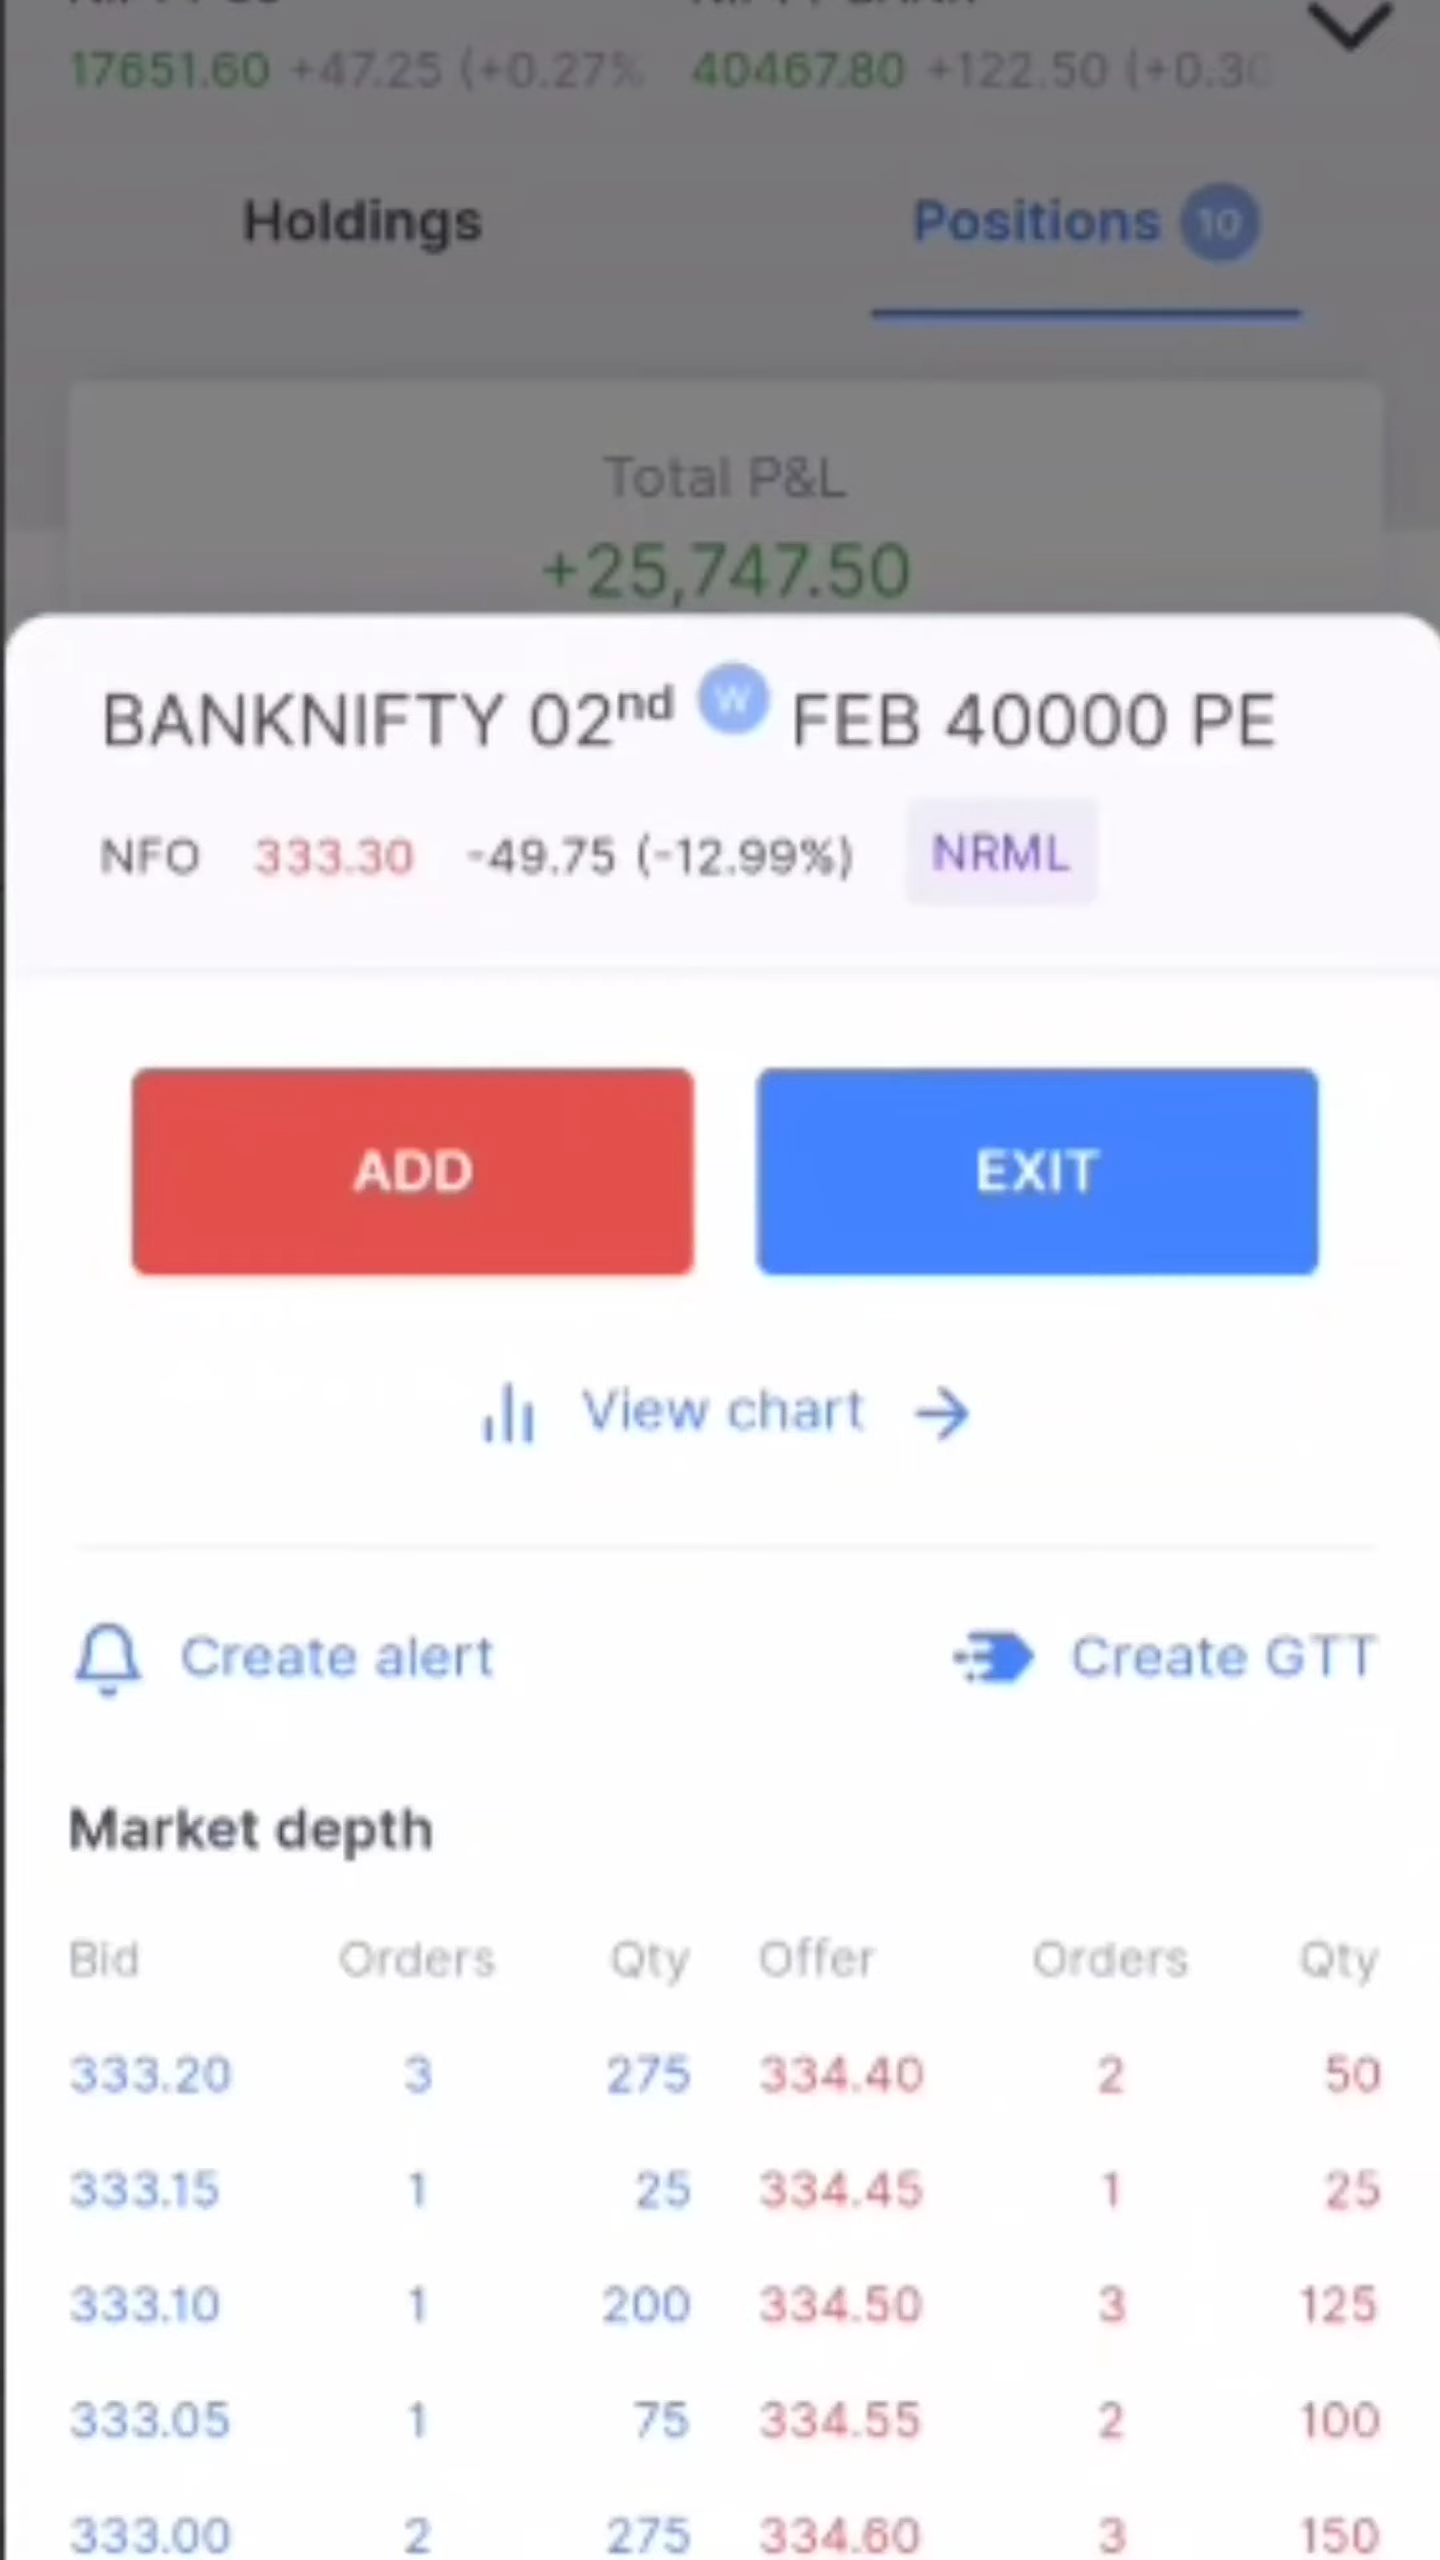 17651.60 +47.25 (+0.27% 40467.80 +122.50 (+0.30
Holdings Positions 10
Total P&L
+25,747.50
BANKNIFTY 02nd W FEB 40000 PE
NFO 333.30 -49.75 (-12.99%) NRML
ADD EXIT
View chart
Create alert Create GTT
Market depth
Bid Orders Qty Offer Orders Qty
333.20 3 275 334.40 2 50
333.15 1 25 334.45 1 25
333.10 1 200 334.50 3 125
333.05 1 75 334.55 2 100
333.00 2 275 334.60 3 150